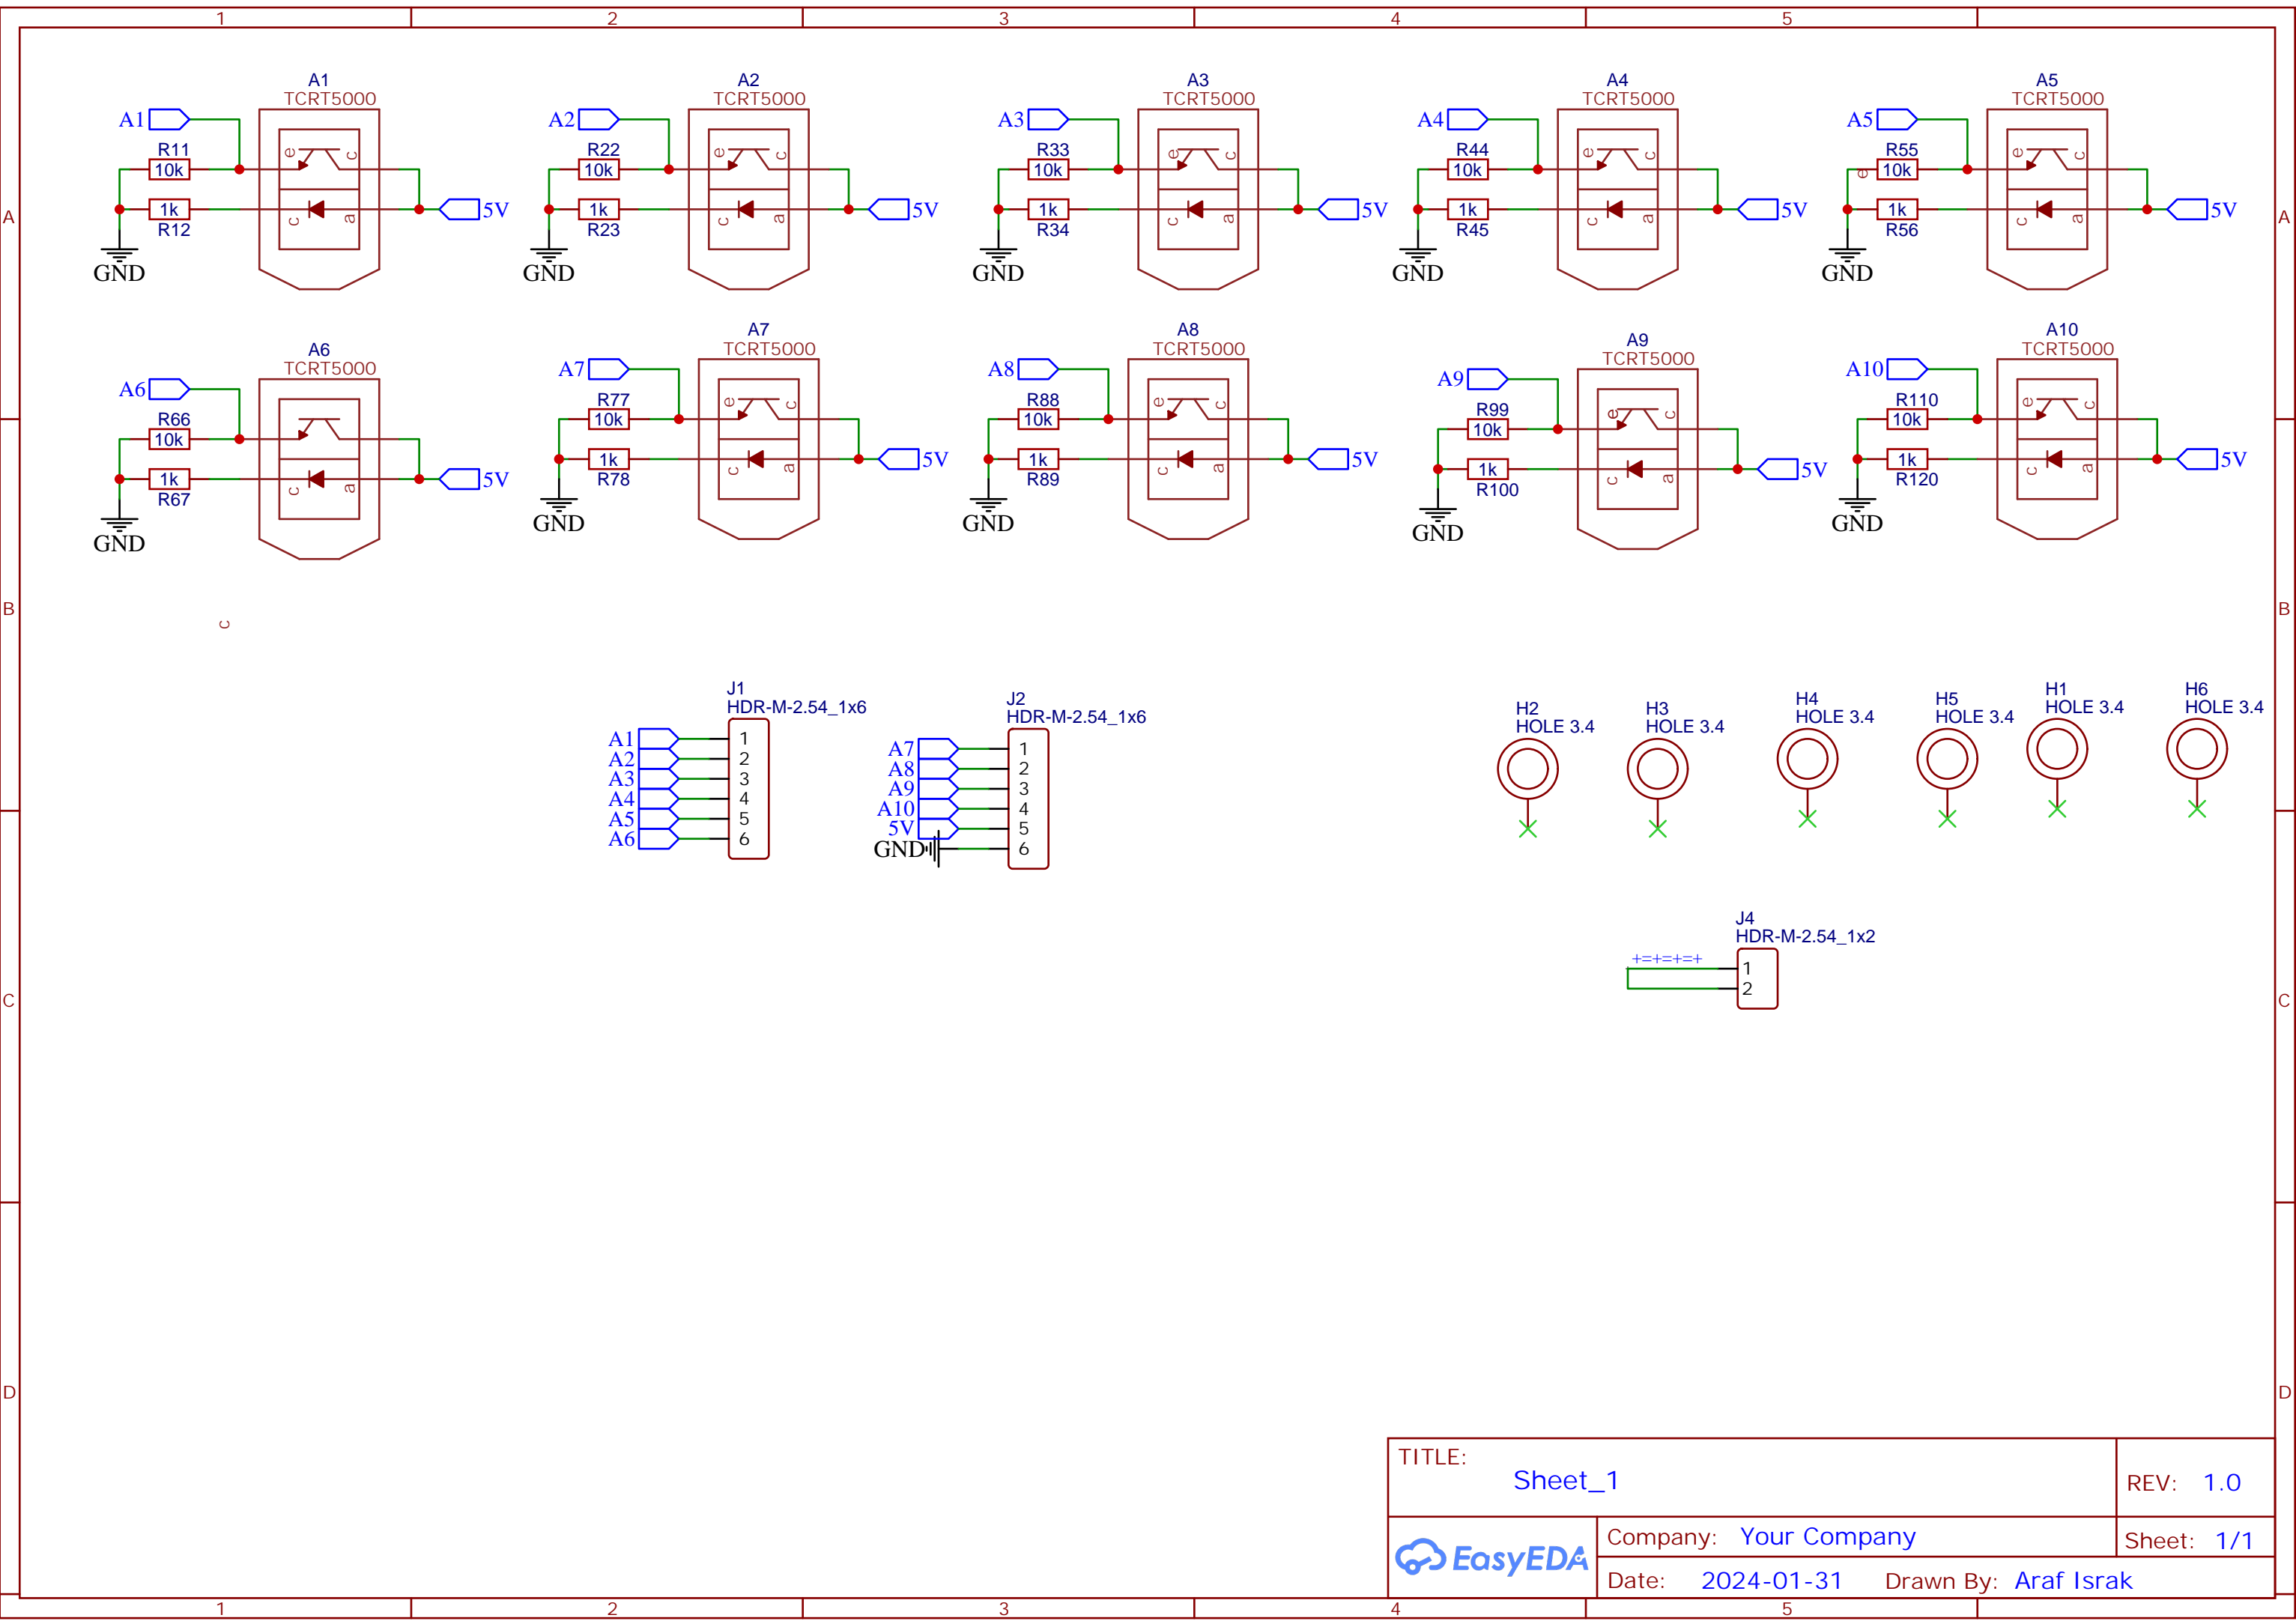 1 2 3 4 5
A1 A2 A3 A4 A5
TCRT5000 TCRT5000 TCRT5000 TCRT5000 TCRT5000
A1 A2 A3 A4 A5
e c e c e c e c e c
R11 R22 R33 R44 R55
10k 10k 10k 10k e 10k
A 1k c a 5V 1k c a 5V 1k c a 5V 1k c a 5V 1k c a 5V A
R12 R23 R34 R45 R56
GND GND GND GND GND
A6 A7 A8 A9 A10
TCRT5000 TCRT5000 TCRT5000 TCRT5000 TCRT5000
A6 A7 A8 A9 A10
e c e c e c e c
R66 R77 R88 R99 R110
10k 10k 10k 10k 10k
1k c a 5V 1k c a 5V 1k c a 5V 1k c a 5V 1k c a 5V
R67 R78 R89 R100 R120
GND GND GND GND GND
B B
c
J1
HDR-M-2.54_1x6
A1 1
A2 2
A3 3
A4 4
A5 5
A6 6
J2
HDR-M-2.54_1x6
A7 1
A8 2
A9 3
A10 4
5V 5
GND 6
H2 H3 H4 H5 H1 H6
HOLE 3.4 HOLE 3.4 HOLE 3.4 HOLE 3.4 HOLE 3.4 HOLE 3.4
J4
HDR-M-2.54_1x2
+=+=+=+ 1
2
C C
D D
TITLE:
Sheet_1
REV: 1.0
EasyEDA
Company: Your Company
Sheet: 1/1
Date: 2024-01-31 Drawn By: Araf Israk
1 2 3 4 5